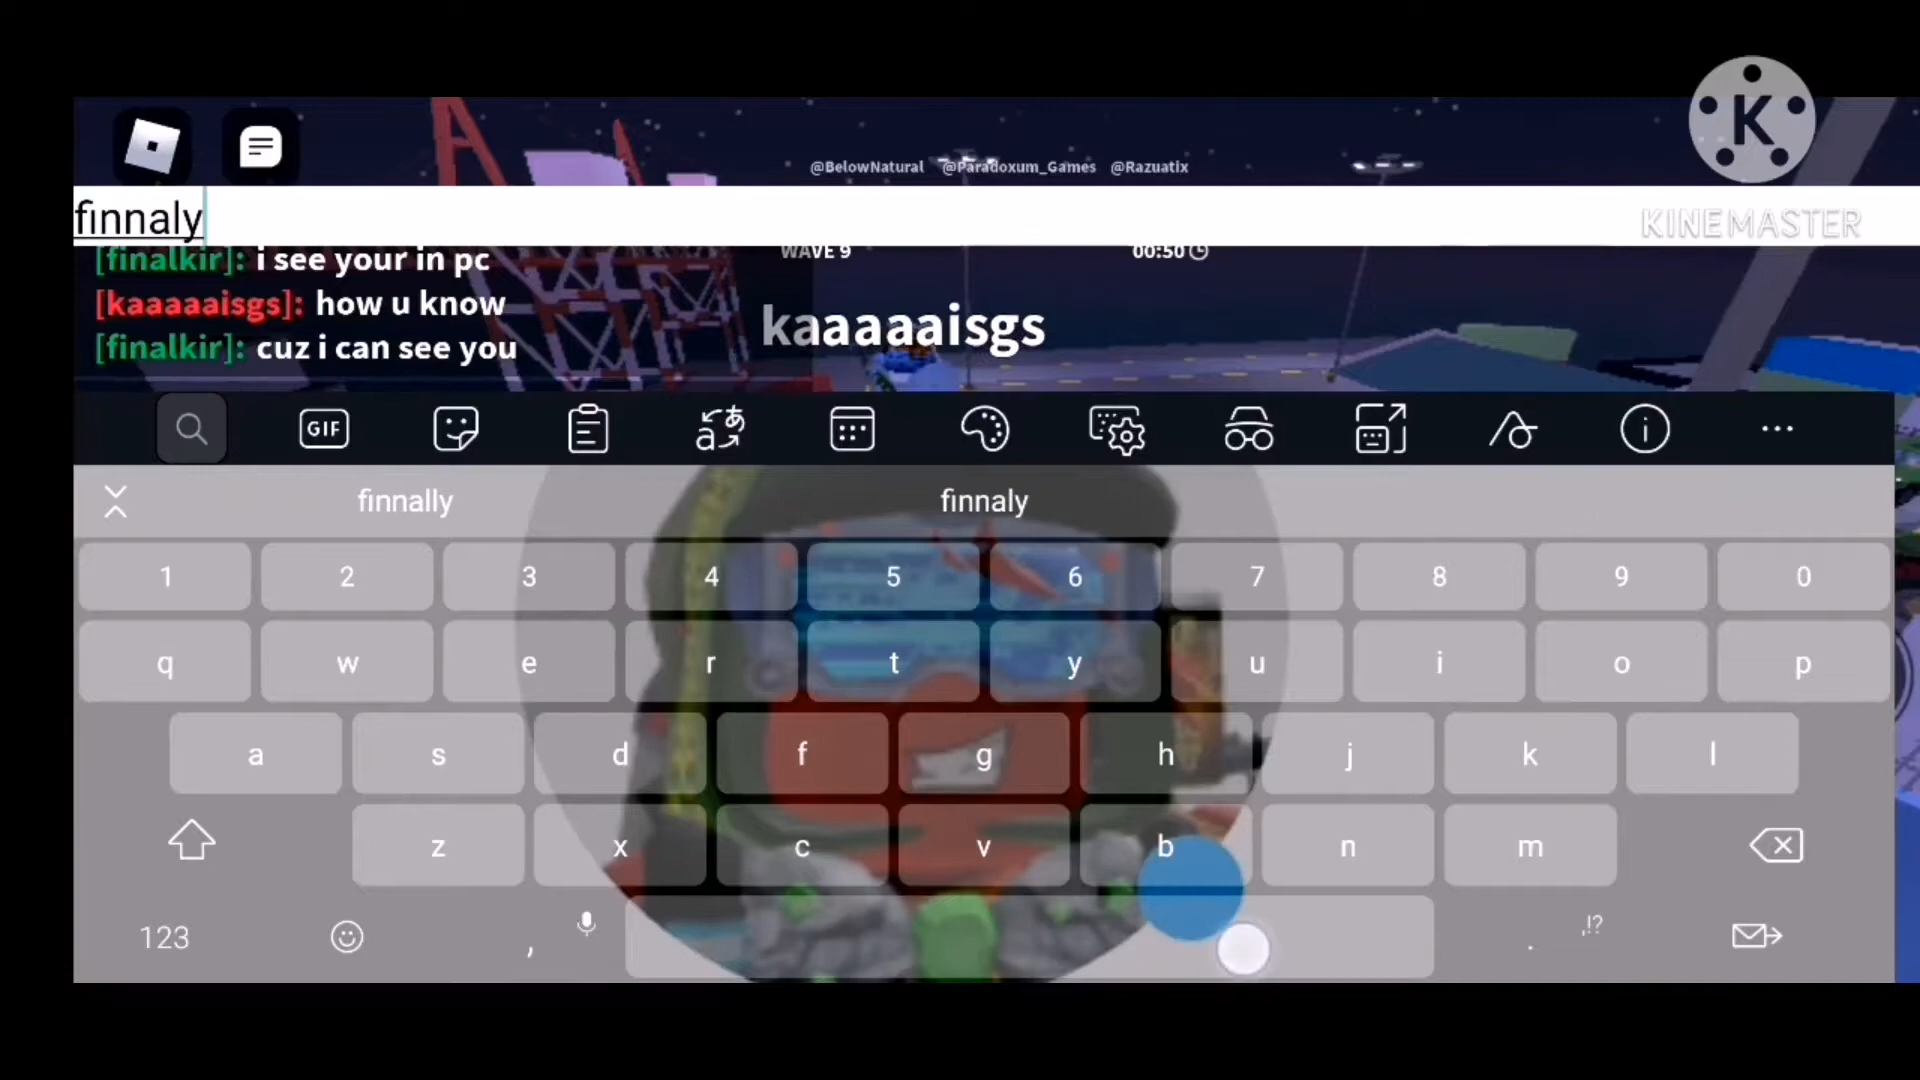 K
@BelowNatural @Paradoxum_Games @Razuatix
finnaly
KINEMASTER
[finalkir]: i see your in pc
WAVE 9 00:50
[kaaaaaisgs]: how u know
kaaaaaisgs
[finalkir]: cuz i can see you
GIF
finnally finnaly
1 2 3 4 5 6 7 8 9 0
q w e r t y u i o p
a s d f g h j k l
z x c v b n m
123 , . ,!?